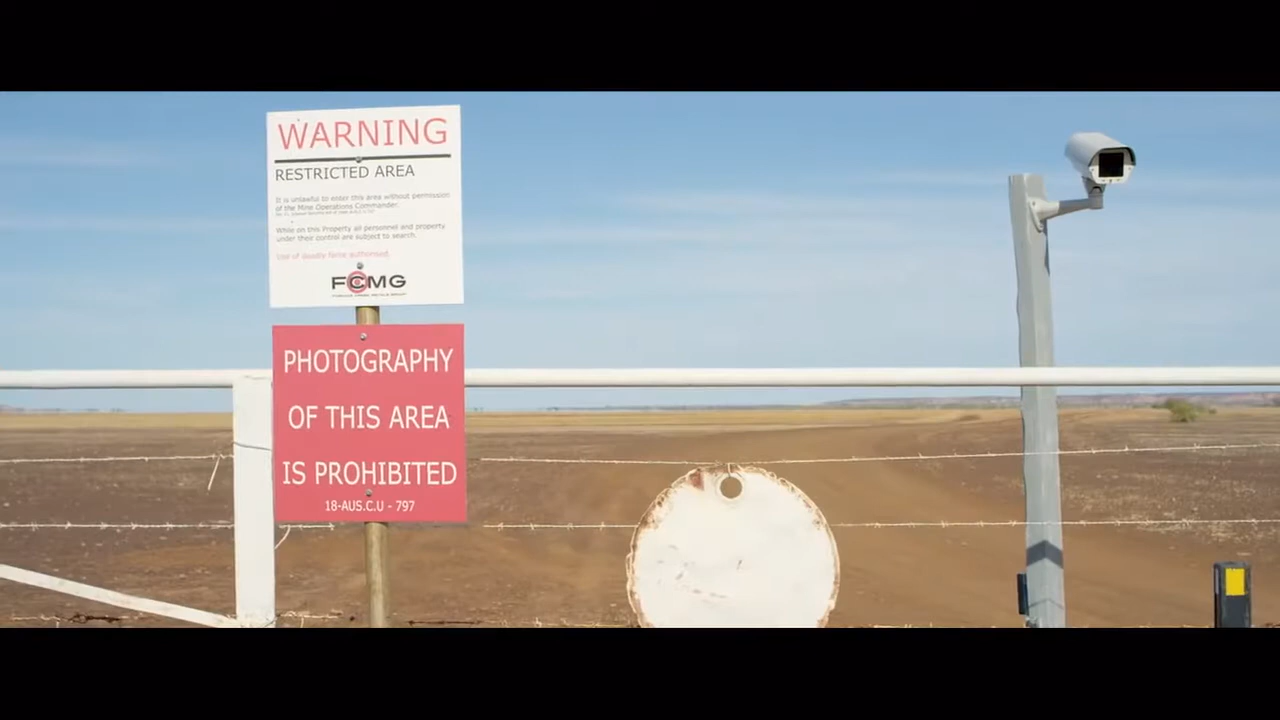 WARNING
RESTRICTED AREA
It is unlawful to enter this area without permission
of the Mine Operations Commander.
While on this Property all personnel and property
under their control are subject to search.
Use of deadly force authorised.
FCMG
PHOTOGRAPHY
OF THIS AREA
IS PROHIBITED
18-AUS.C.U - 797